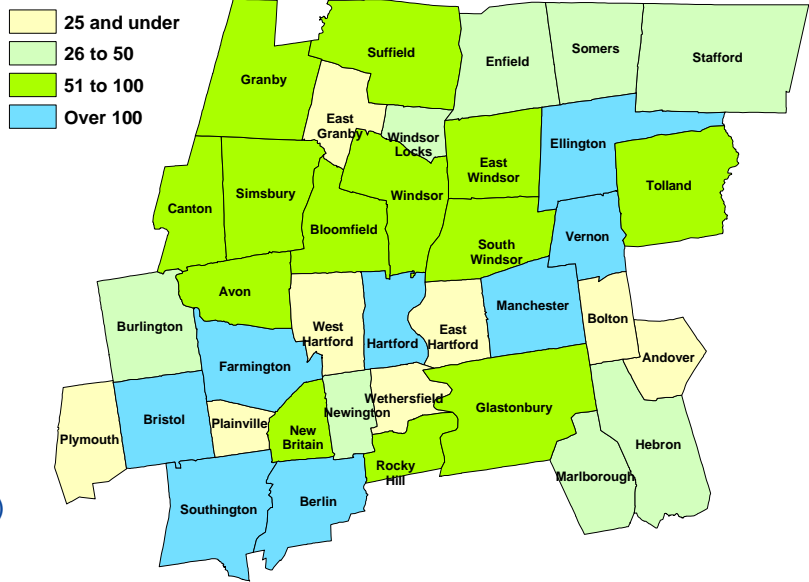 25 and under
26 to 50
51 to 100
Over 100
Granby
Suffield
Enfield
Somers
Stafford
East
Granby
Windsor
Locks
East
Windsor
Ellington
Tolland
Canton
Simsbury
Bloomfield
Windsor
South
Windsor
Vernon
Avon
Burlington
West
Hartford
Hartford
East
Hartford
Manchester
Bolton
Andover
Farmington
Plymouth
Bristol
Plainville
New
Britain
Newington
Wethersfield
Glastonbury
Hebron
Marlborough
Rocky
Hill
Southington
Berlin